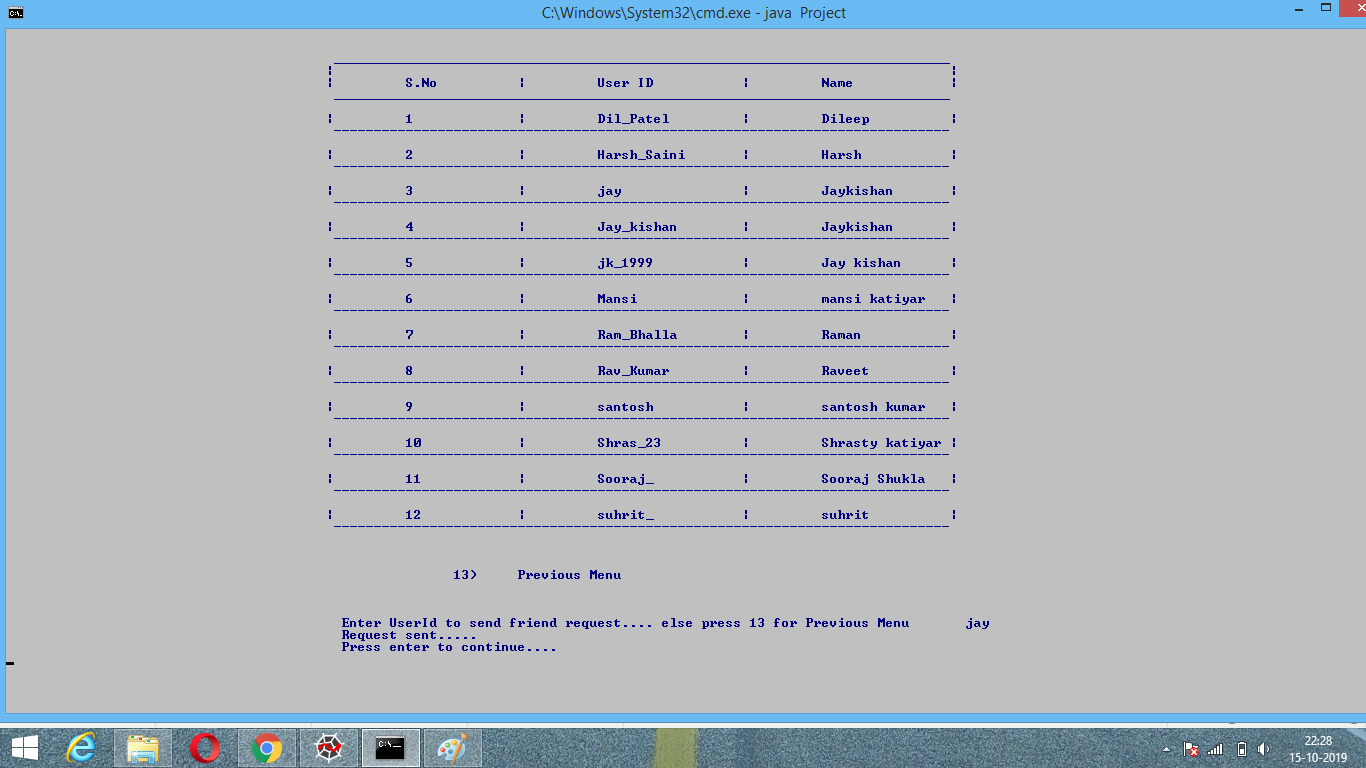 C:\Windows\System32\cmd.exe - java Project
S.No ¦ User ID ¦ Name
1 ¦ Dil_Patel ¦ Dileep
2 ¦ Harsh_Saini ¦ Harsh
3 ¦ jay ¦ Jaykishan
4 ¦ Jay_kishan ¦ Jaykishan
5 ¦ jk_1999 ¦ Jay kishan
6 ¦ Mansi ¦ mansi katiyar
7 ¦ Ram_Bhalla ¦ Raman
8 ¦ Rav_Kumar ¦ Raveet
9 ¦ santosh ¦ santosh kumar
10 ¦ Shras_23 ¦ Shrasty katiyar
11 ¦ Sooraj_ ¦ Sooraj Shukla
12 ¦ suhrit_ ¦ suhrit
13) Previous Menu
Enter UserId to send friend request.... else press 13 for Previous Menu jay
Request sent.....
Press enter to continue....
22:28
15-10-2019